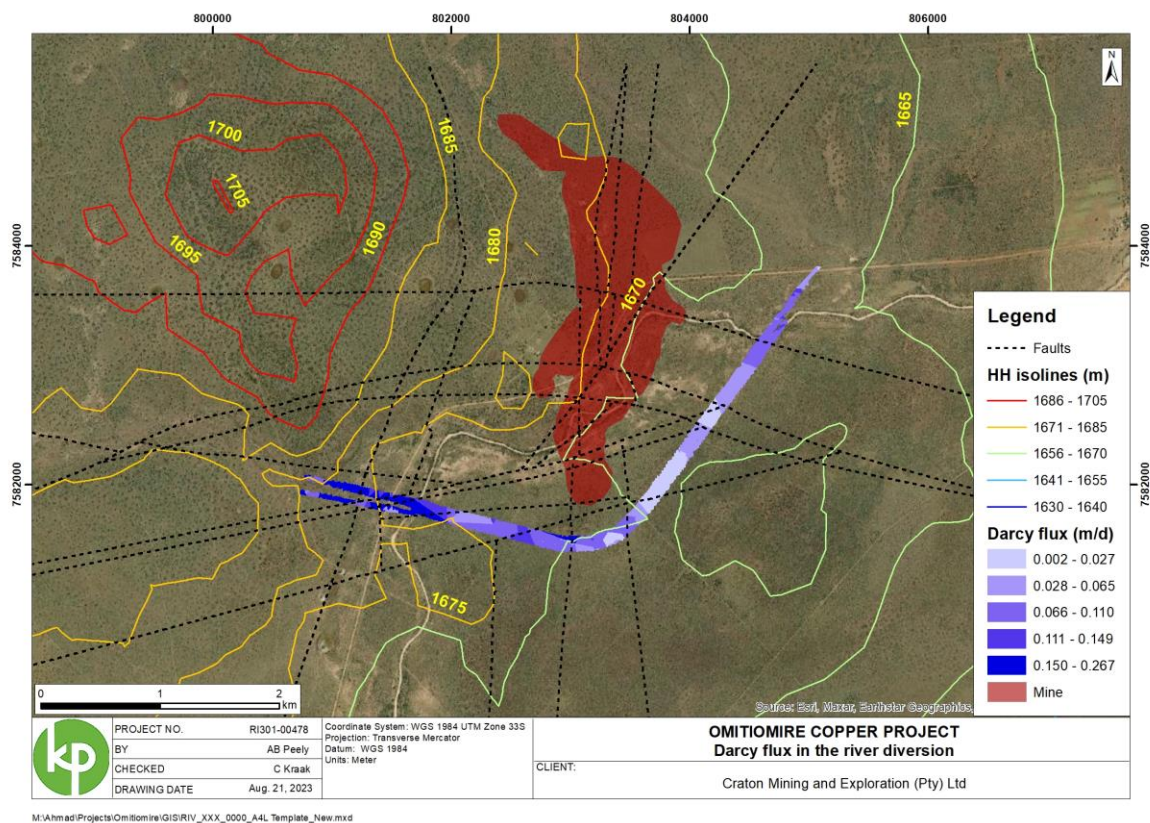 800000 802000 804000 806000
N
1700
1685
1665
1705
1690
1680
1695
7584000 7584000
1670
Legend
Faults
HH isolines (m)
1686 - 1705
1671 - 1685
1656 - 1670
1641 - 1655
1630 - 1640
Darcy flux (m/d)
0.002 - 0.027
0.028 - 0.065
0.066 - 0.110
0.111 - 0.149
0.150 - 0.267
Mine
7582000 7582000
1675
0 1 2
km
Source: Esri, Maxar, Earthstar Geographics,
kp
PROJECT NO. RI301-00478
BY AB Peely
CHECKED C Kraak
DRAWING DATE Aug. 21, 2023
Coordinate System: WGS 1984 UTM Zone 33S
Projection: Transverse Mercator
Datum: WGS 1984
Units: Meter
OMITIOMIRE COPPER PROJECT
Darcy flux in the river diversion
CLIENT:
Craton Mining and Exploration (Pty) Ltd
M:\Ahmad\Projects\Omitiomire\GIS\RIV_XXX_0000_A4L Template_New.mxd